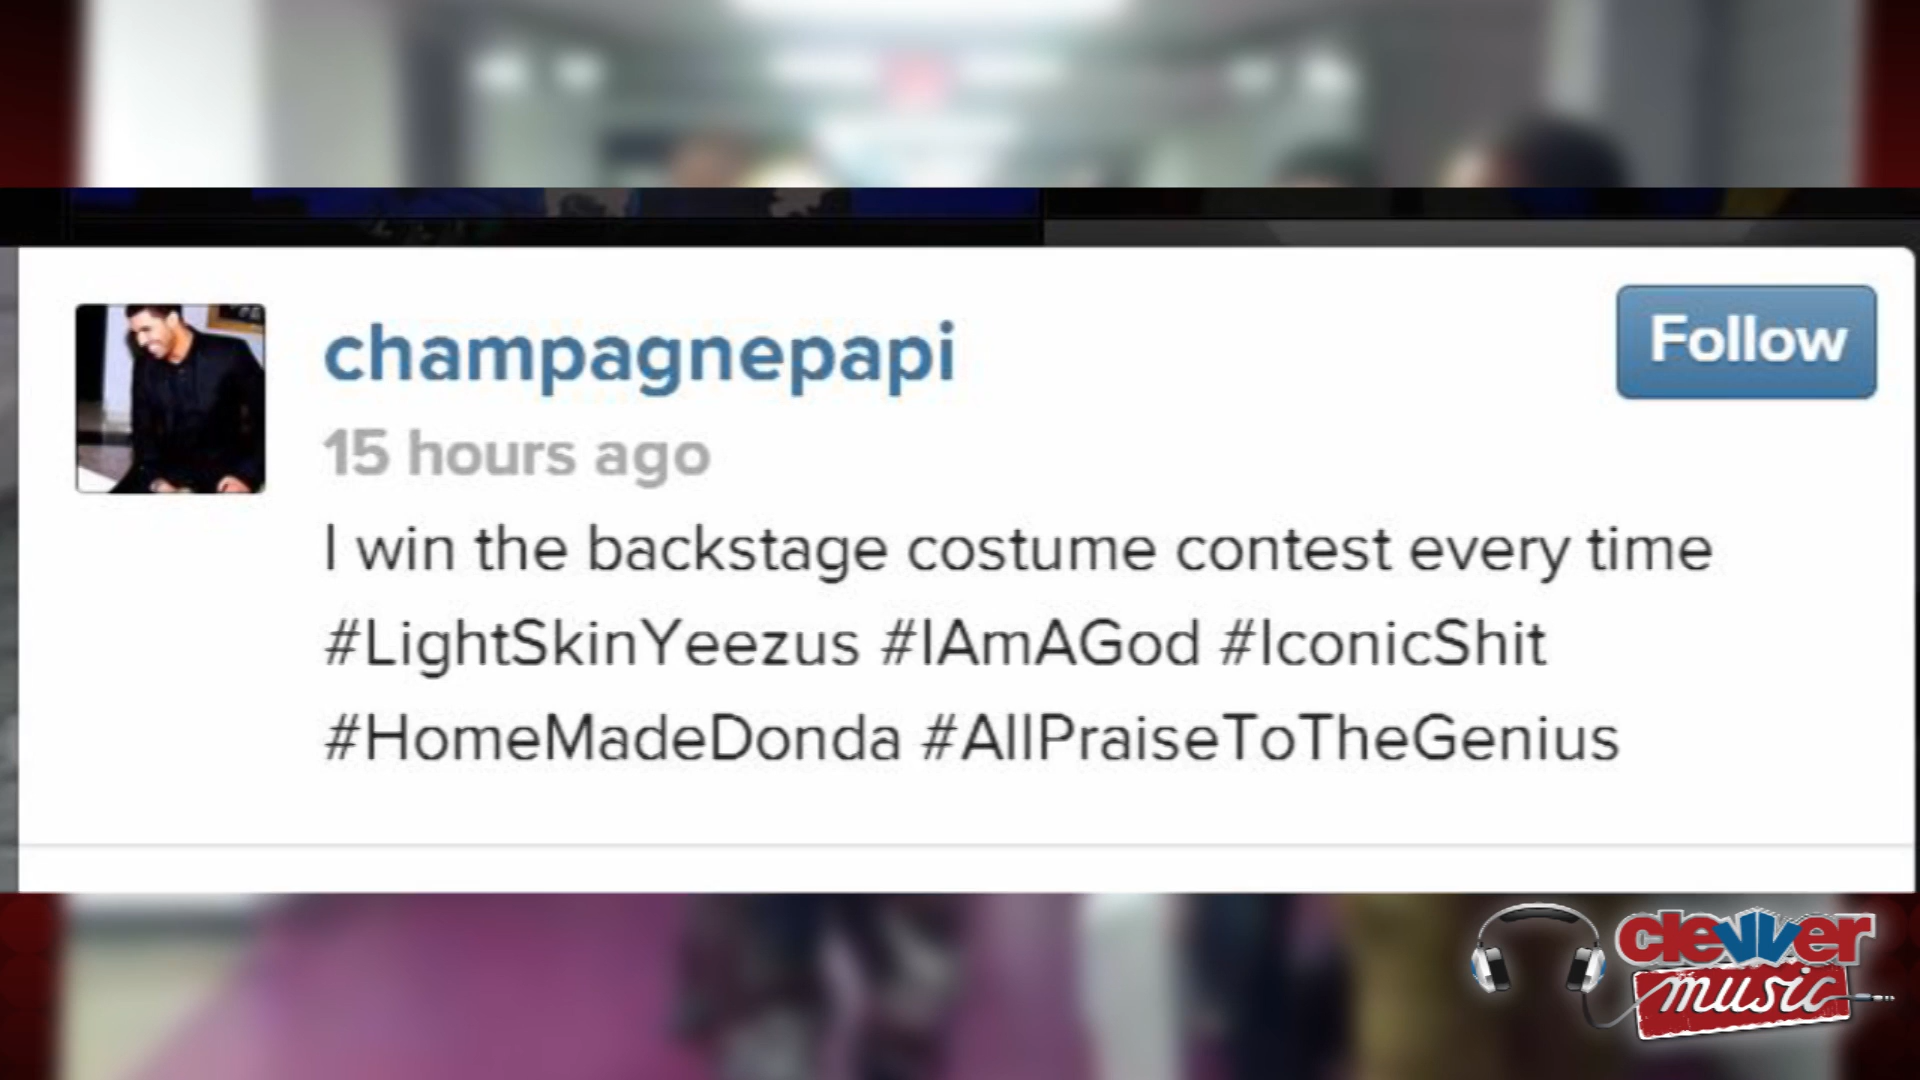 champagnepapi
Follow
15 hours ago
I win the backstage costume contest every time
#LightSkinYeezus #IAmAGod #IconicShit
#HomeMadeDonda #AllPraiseToTheGenius
clevver
music